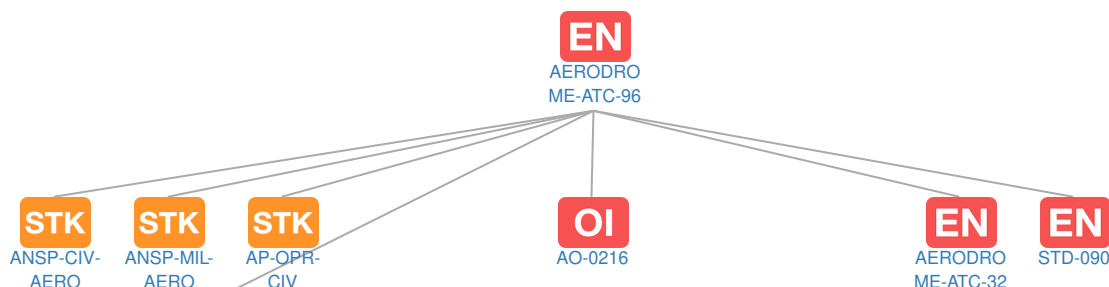 EN
AERODRO
ME-ATC-96
STK STK STK OI EN EN
ANSP-CIV- ANSP-MIL- AP-OPR- AO-0216 AERODRO STD-090
AERO AERO CIV ME-ATC-32